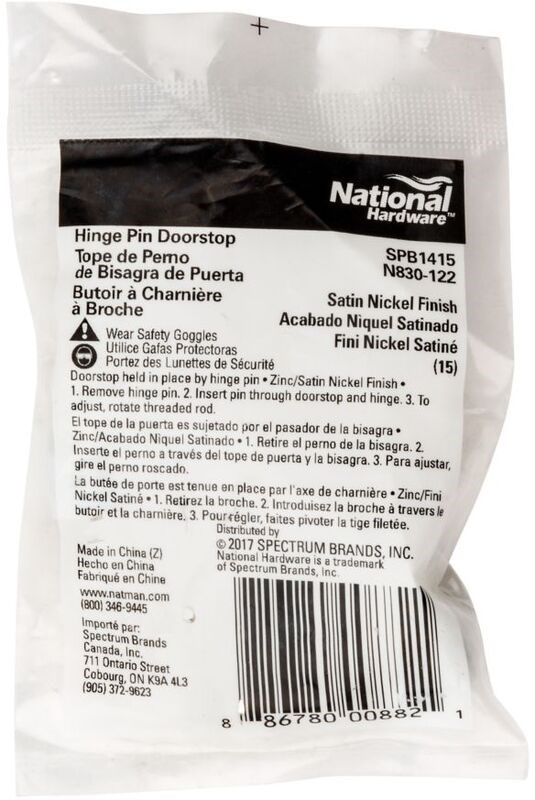 National
Hardware™
Hinge Pin Doorstop
Tope de Perno
de Bisagra de Puerta
Butoir à Charnière
à Broche
SPB1415
N830-122
Satin Nickel Finish
Acabado Niquel Satinado
Fini Nickel Satiné
(15)
Wear Safety Goggles
Utilice Gafas Protectoras
Portez des Lunettes de Sécurité
Doorstop held in place by hinge pin • Zinc/Satin Nickel Finish •
1. Remove hinge pin. 2. Insert pin through doorstop and hinge. 3. To
adjust, rotate threaded rod.
El tope de la puerta es sujetado por el pasador de la bisagra •
Zinc/Acabado Niquel Satinado • 1. Retire el perno de la bisagra. 2.
Inserte el perno a través del tope de puerta y la bisagra. 3. Para ajustar,
gire el perno roscado.
La butée de porte est tenue en place par l'axe de charnière • Zinc/Fini
Nickel Satiné • 1. Retirez la broche. 2. Introduisez la broche à travers le
butoir et la charnière. 3. Pour régler, faites pivoter la tige filetée.
Distributed by
©2017 SPECTRUM BRANDS, INC.
National Hardware is a trademark
of Spectrum Brands, Inc.
Made in China (Z)
Hecho en China
Fabriqué en Chine
www.natman.com
(800) 346-9445
Importé par:
Spectrum Brands
Canada, Inc.
711 Ontario Street
Cobourg, ON K9A 4L3
(905) 372-9623
8 86780 00882 1